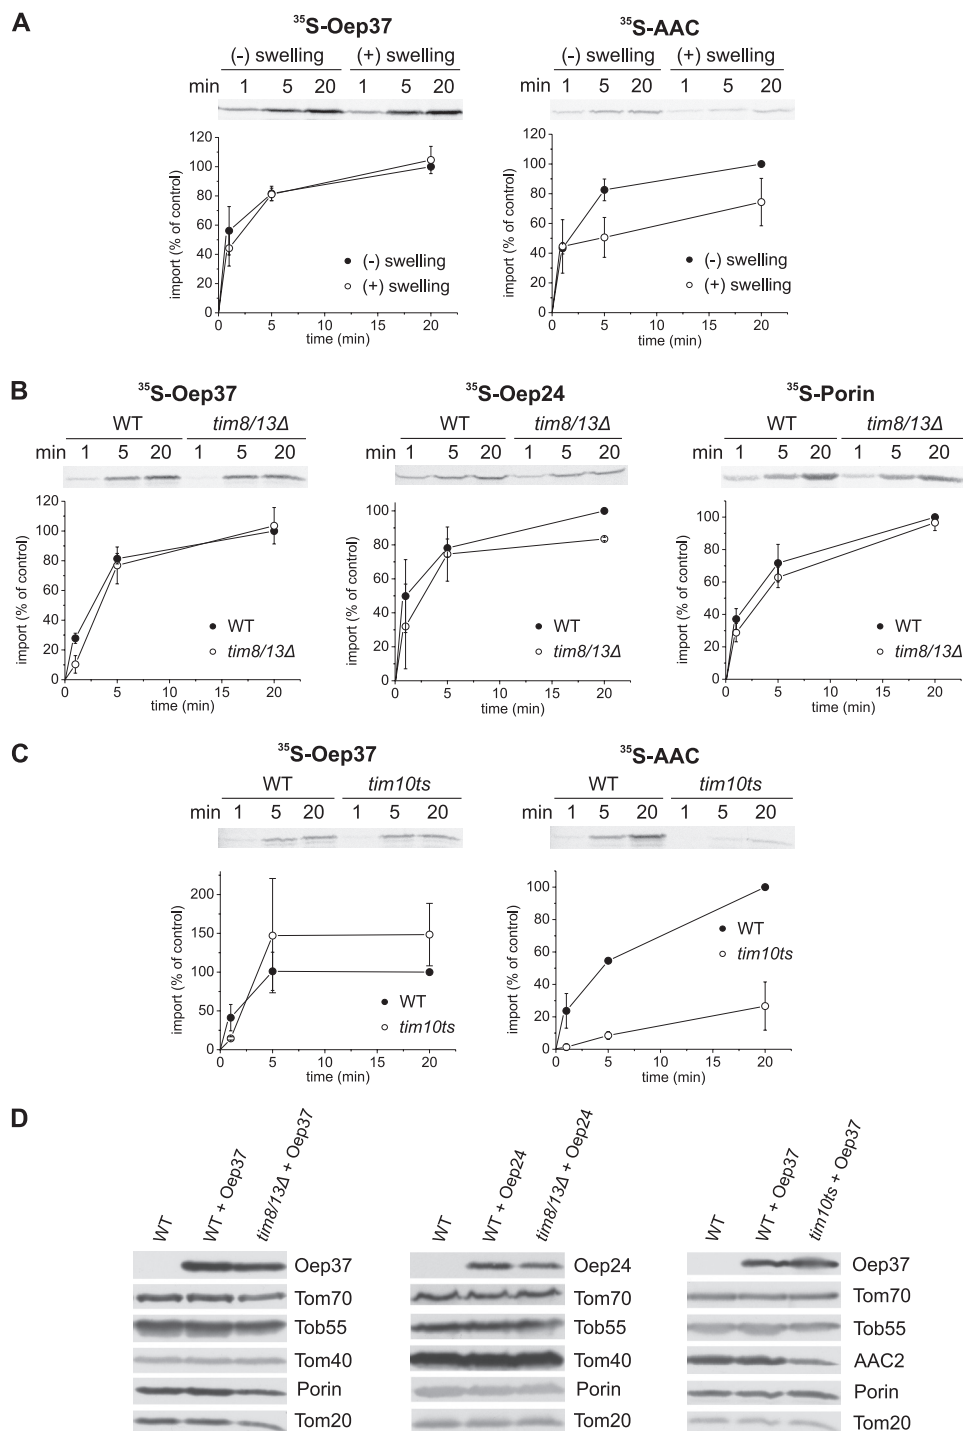 A
³⁵S-Oep37
³⁵S-AAC
(-) swelling (+) swelling
(-) swelling (+) swelling
min 1 5 20 1 5 20
min 1 5 20 1 5 20
import (% of control)
120
100
80
60
40
20
0
(-) swelling
(+) swelling
0 5 10 15 20
time (min)
import (% of control)
120
100
80
60
40
20
0
(-) swelling
(+) swelling
0 5 10 15 20
time (min)
B
³⁵S-Oep37
³⁵S-Oep24
³⁵S-Porin
WT tim8/13Δ
WT tim8/13Δ
WT tim8/13Δ
min 1 5 20 1 5 20
min 1 5 20 1 5 20
min 1 5 20 1 5 20
import (% of control)
100
80
60
40
20
0
WT
tim8/13Δ
0 5 10 15 20
time (min)
import (% of control)
100
80
60
40
20
0
WT
tim8/13Δ
0 5 10 15 20
time (min)
import (% of control)
100
80
60
40
20
0
WT
tim8/13Δ
0 5 10 15 20
time (min)
C
³⁵S-Oep37
³⁵S-AAC
WT tim10ts
WT tim10ts
min 1 5 20 1 5 20
min 1 5 20 1 5 20
import (% of control)
200
150
100
50
0
WT
tim10ts
0 5 10 15 20
time (min)
import (% of control)
100
80
60
40
20
0
WT
tim10ts
0 5 10 15 20
time (min)
D
WT
WT + Oep37
tim8/13Δ + Oep37
Oep37
Tom70
Tob55
Tom40
Porin
Tom20
WT
WT + Oep24
tim8/13Δ + Oep24
Oep24
Tom70
Tob55
Tom40
Porin
Tom20
WT
WT + Oep37
tim10ts + Oep37
Oep37
Tom70
Tob55
AAC2
Porin
Tom20